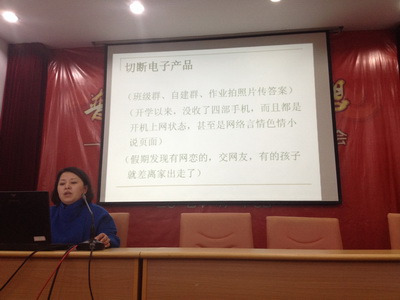 切断电子产品
（班级群、自建群、作业拍照片传答案）
（开学以来，没收了四部手机，而且都是
开机上网状态，甚至是网络言情色情小
说页面）
（假期发现有网恋的，交网友，有的孩子
就差离家出走了）
想
会